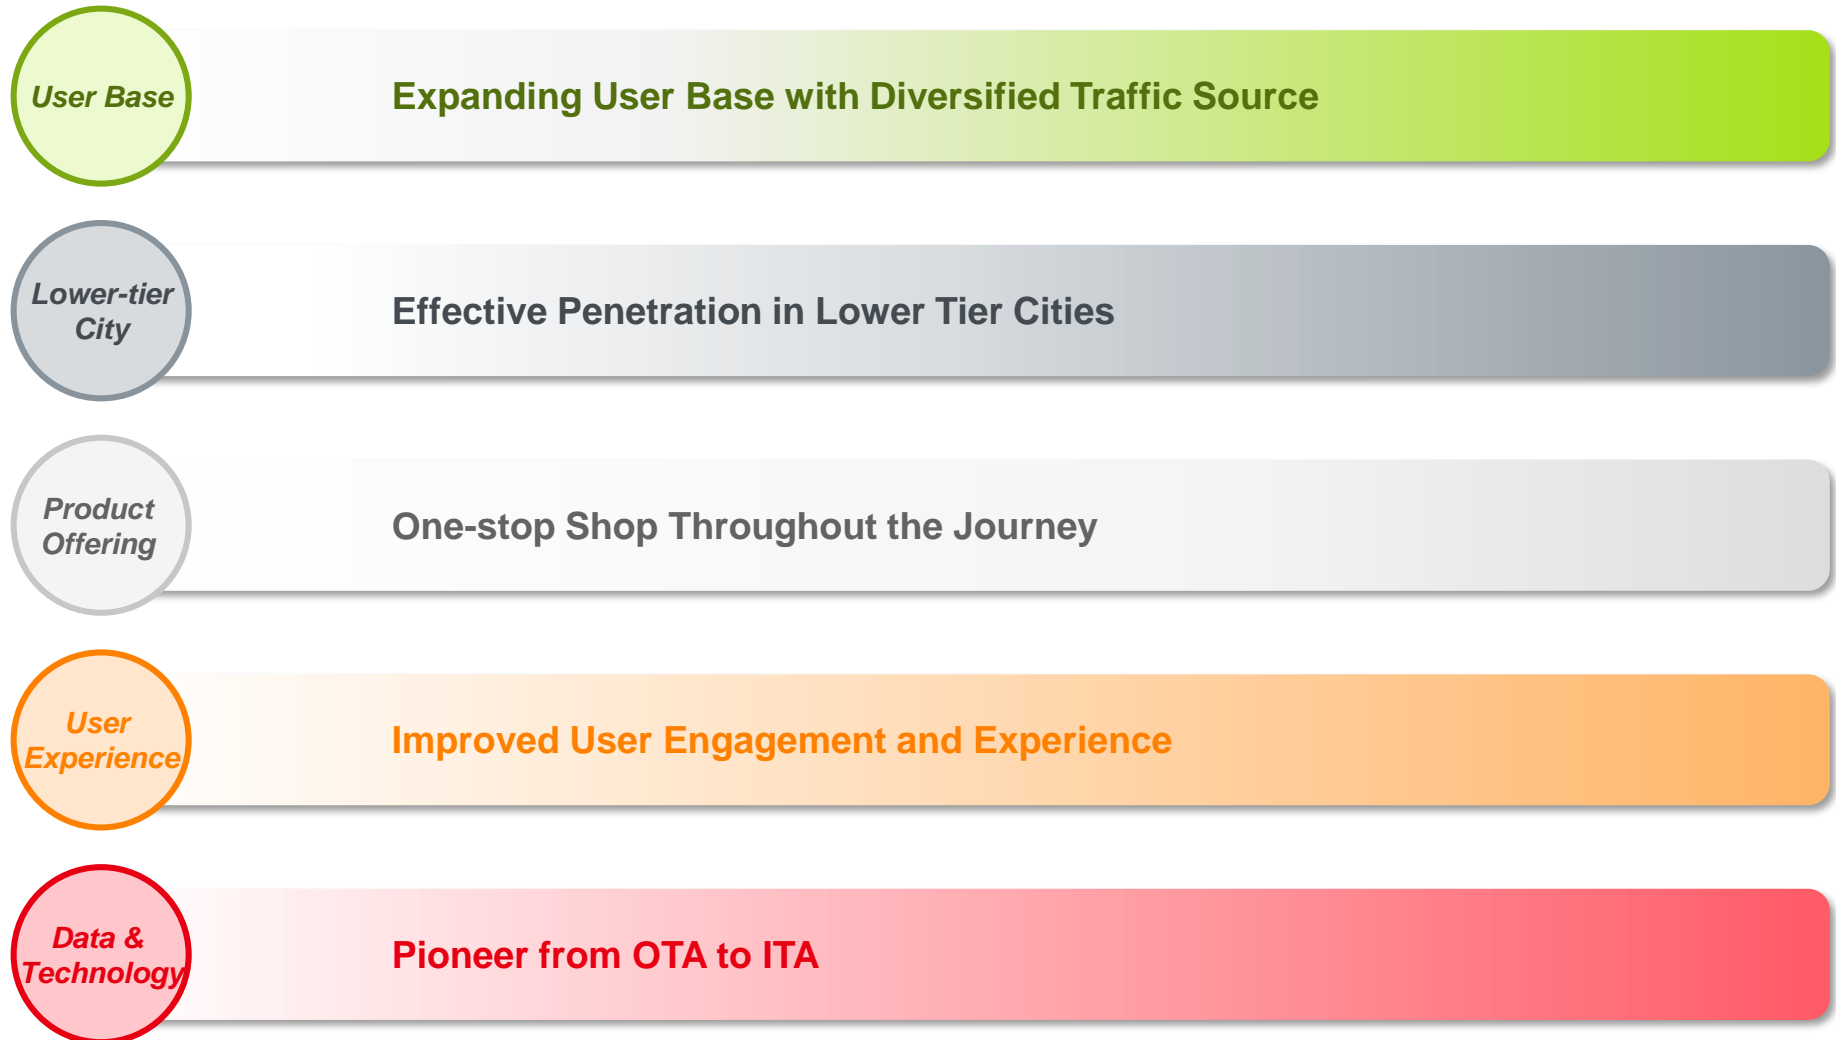 User Base
Expanding User Base with Diversified Traffic Source
Lower-tier
City
Effective Penetration in Lower Tier Cities
Product
Offering
One-stop Shop Throughout the Journey
User
Experience
Improved User Engagement and Experience
Data &
Technology
Pioneer from OTA to ITA